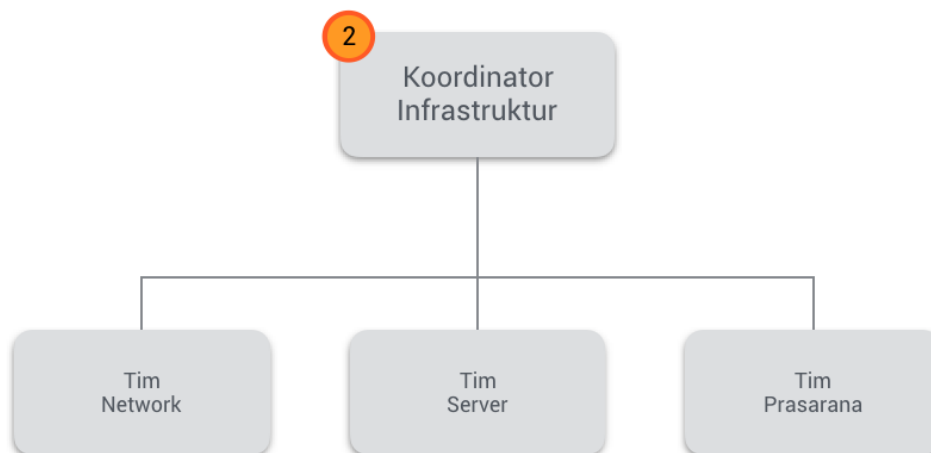 2
Koordinator
Infrastruktur
Tim
Network
Tim
Server
Tim
Prasarana